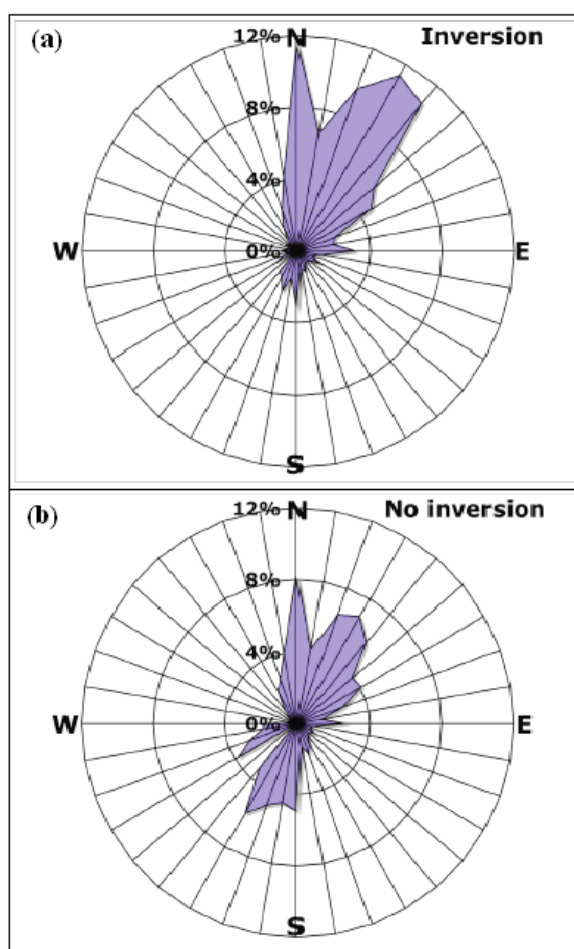 (a)
12%
N
Inversion
8%
4%
W
0%
E
S
(b)
12%
N
No inversion
8%
4%
W
0%
E
S